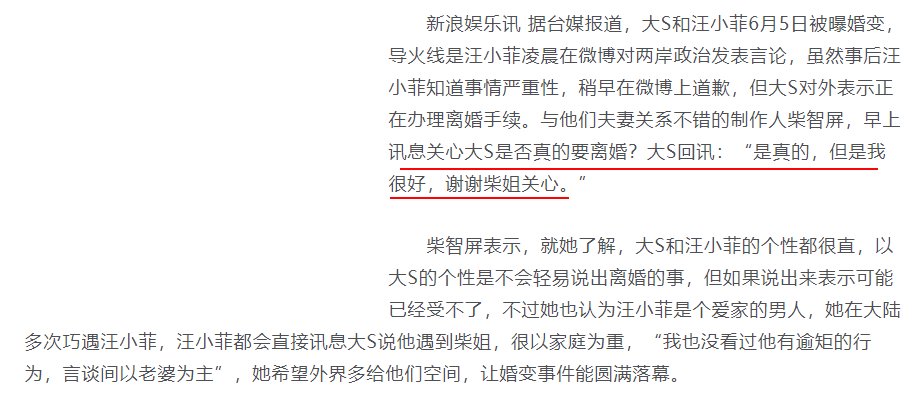 新浪娱乐讯 据台媒报道，大S和汪小菲6月5日被曝婚变，
导火线是汪小菲凌晨在微博对两岸政治发表言论，虽然事后汪
小菲知道事情严重性，稍早在微博上道歉，但大S对外表示正
在办理离婚手续。与他们夫妻关系不错的制作人柴智屏，早上
讯息关心大S是否真的要离婚？大S回讯：“是真的，但是我
很好，谢谢柴姐关心。”
柴智屏表示，就她了解，大S和汪小菲的个性都很直，以
大S的个性是不会轻易说出离婚的事，但如果说出来表示可能
已经受不了，不过她也认为汪小菲是个爱家的男人，她在大陆
多次巧遇汪小菲，汪小菲都会直接讯息大S说他遇到柴姐，很以家庭为重，“我也没看过他有逾矩的行
为，言谈间以老婆为主”，她希望外界多给他们空间，让婚变事件能圆满落幕。